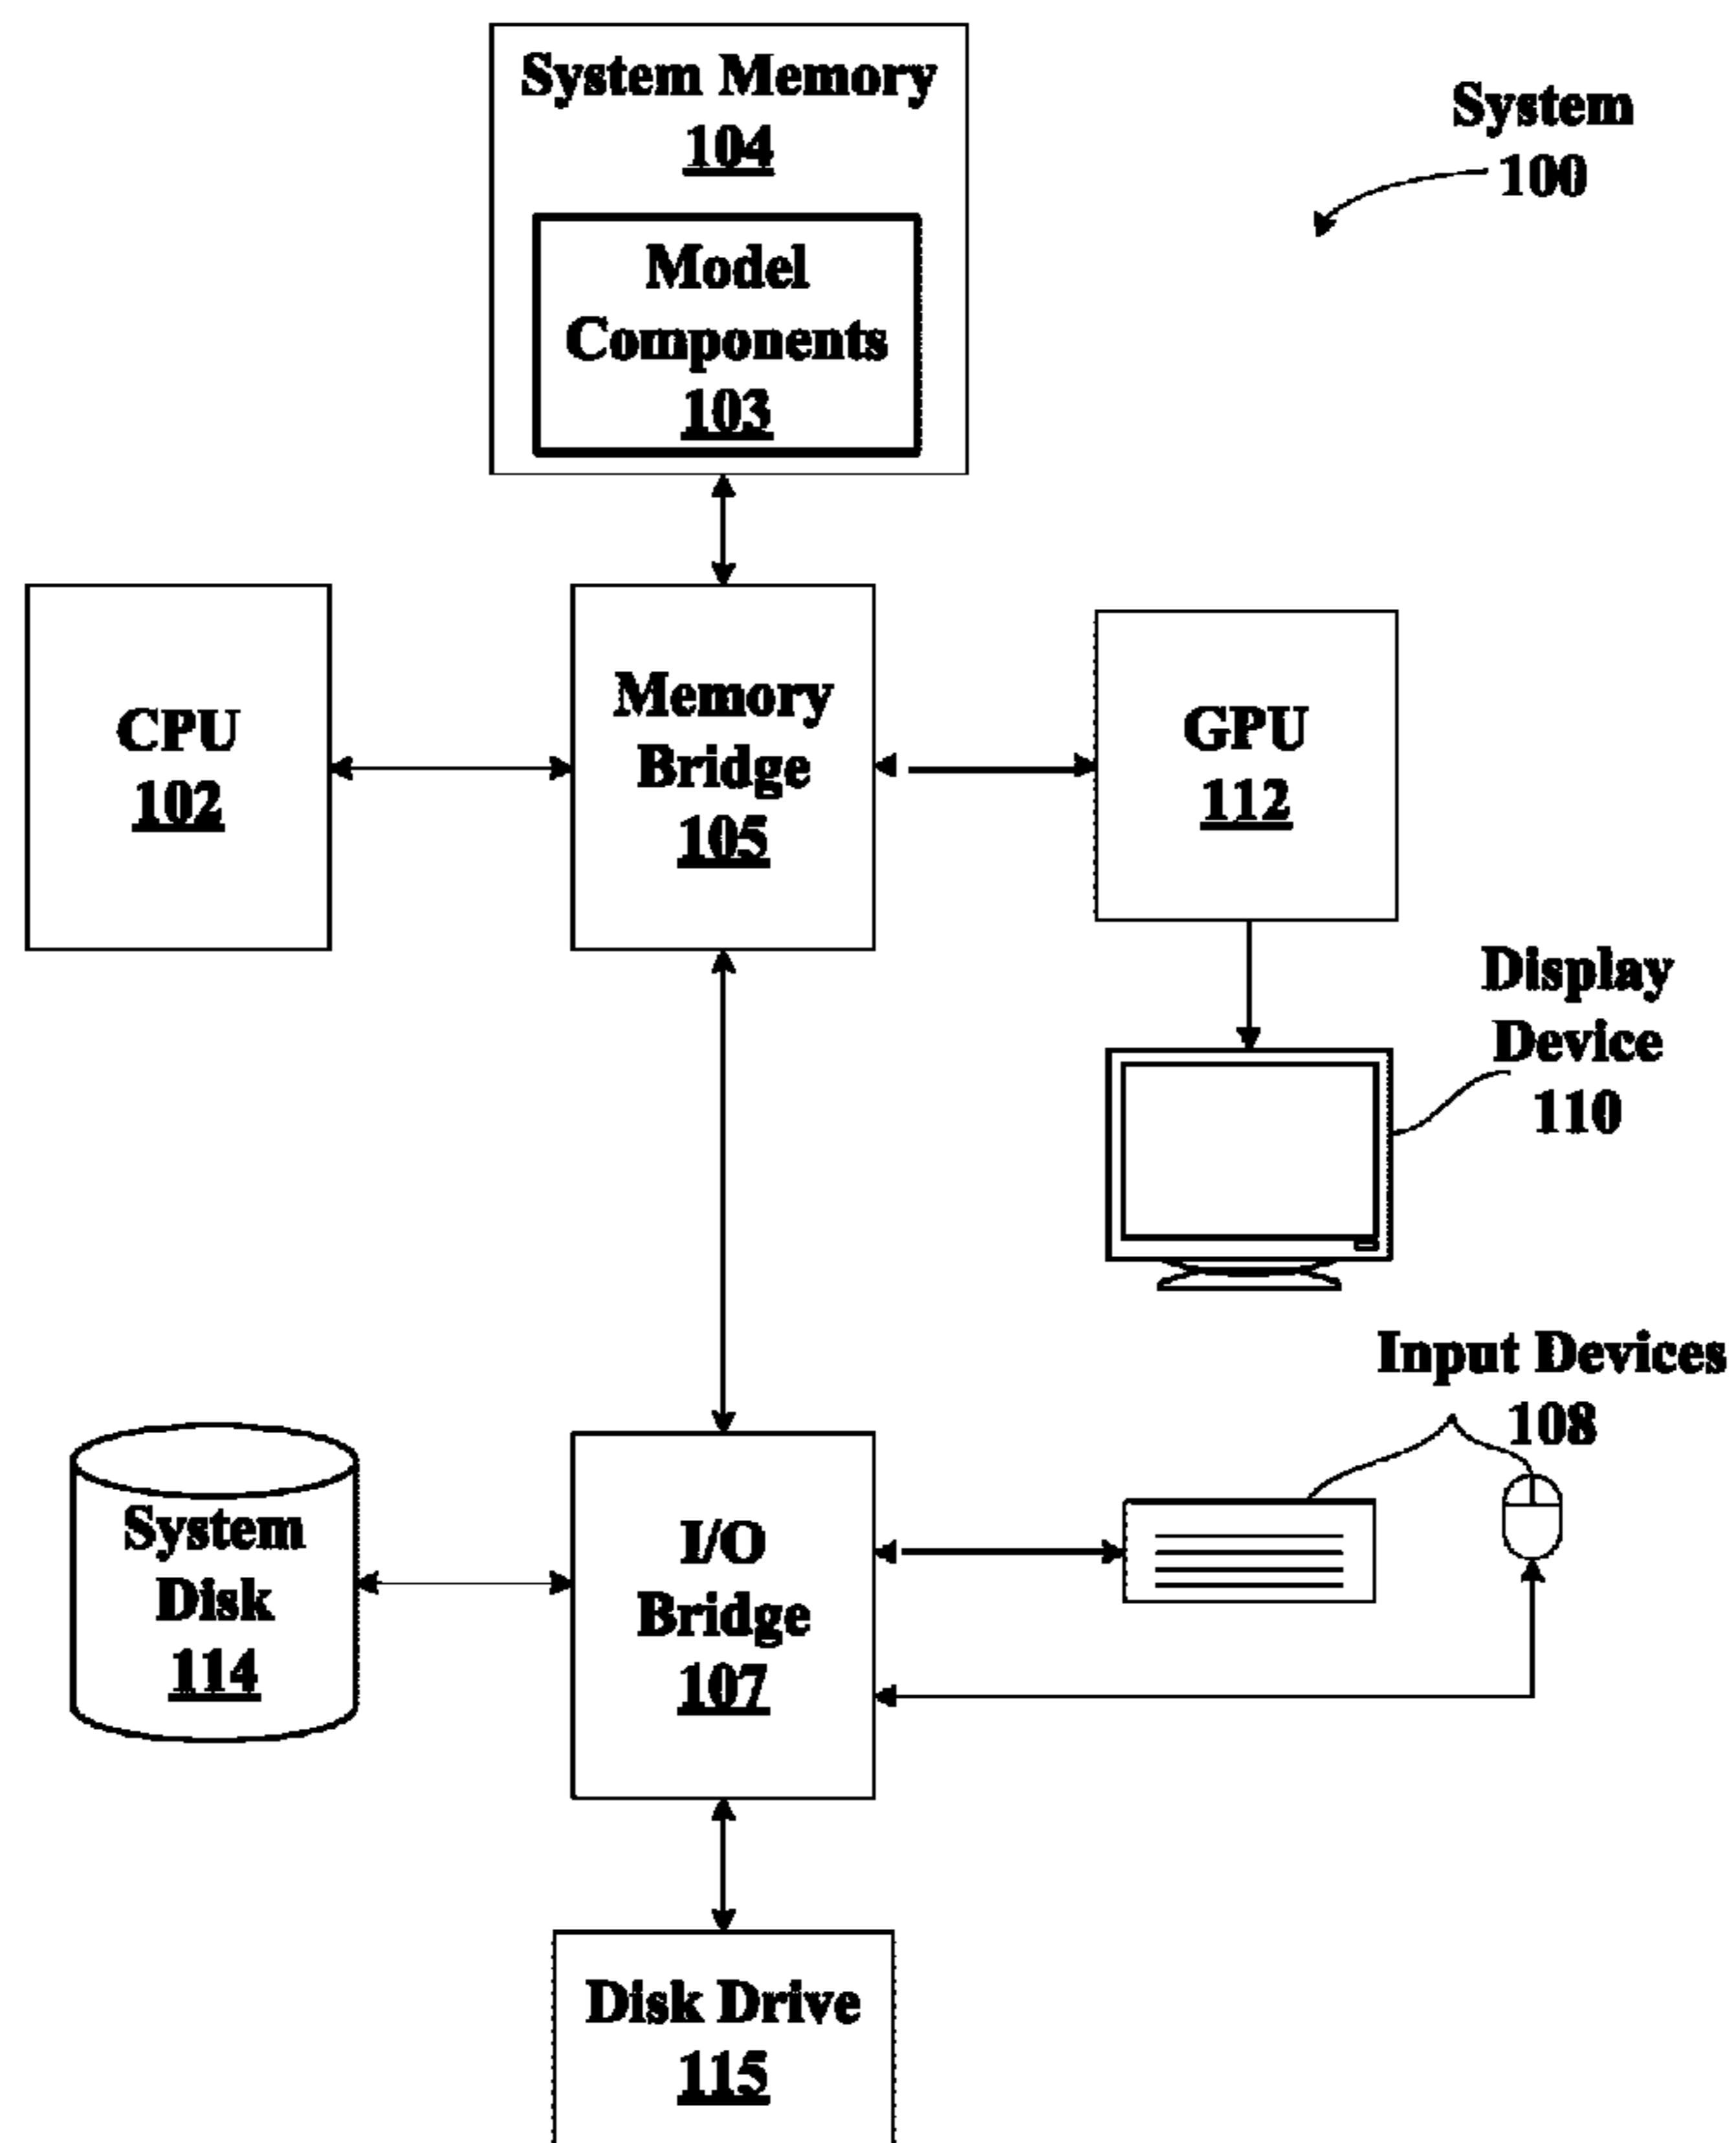 System Memory
104
Model
Components
103
System
100
CPU
102
Memory
Bridge
105
GPU
112
Display
Device
110
Input Devices
108
System
Disk
114
I/O
Bridge
107
Disk Drive
115